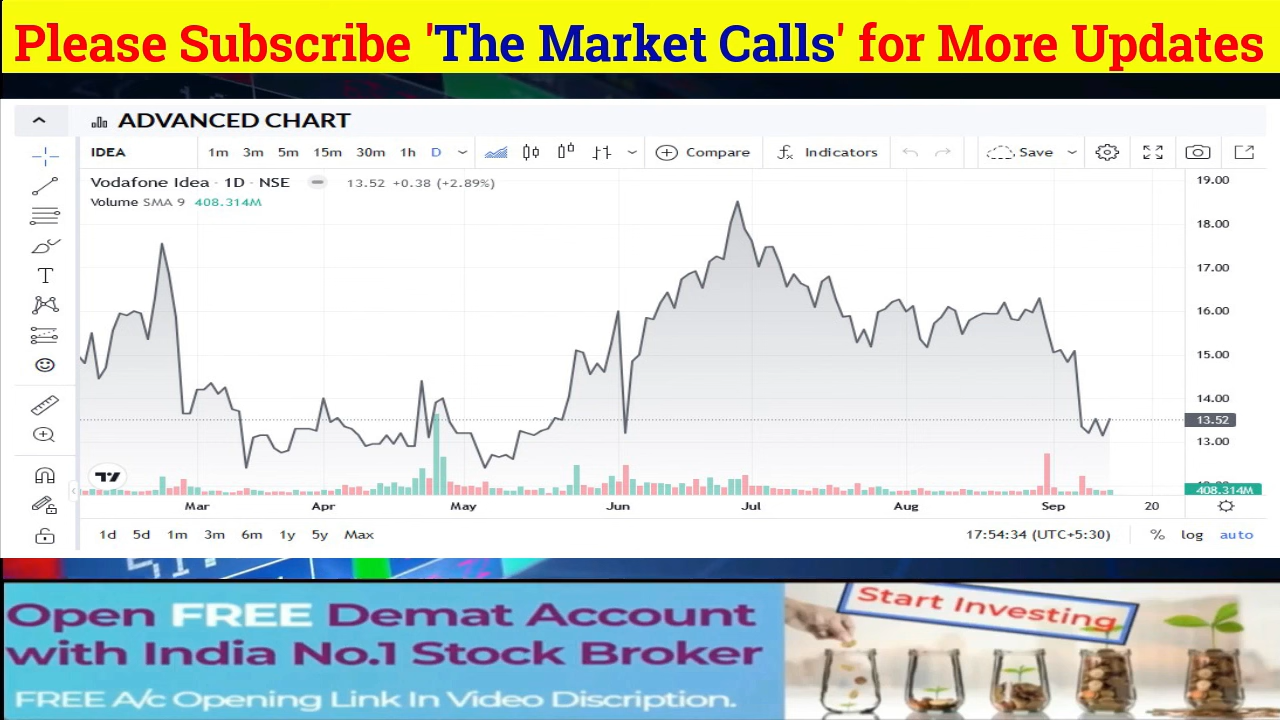 Please Subscribe 'The Market Calls' for More Updates
ADVANCED CHART
IDEA 1m 3m 5m 15m 30m 1h D Compare Indicators Save
Vodafone Idea · 1D · NSE 13.52 +0.38 (+2.89%)
Volume SMA 9 408.314M
19.00
18.00
17.00
16.00
15.00
14.00
13.52
13.00
408.314M
Mar Apr May Jun Jul Aug Sep 20
1d 5d 1m 3m 6m 1y 5y Max 17:54:34 (UTC+5:30) % log auto
Open FREE Demat Account
with India No.1 Stock Broker
FREE A/c Opening Link In Video Discription.
Start Investing